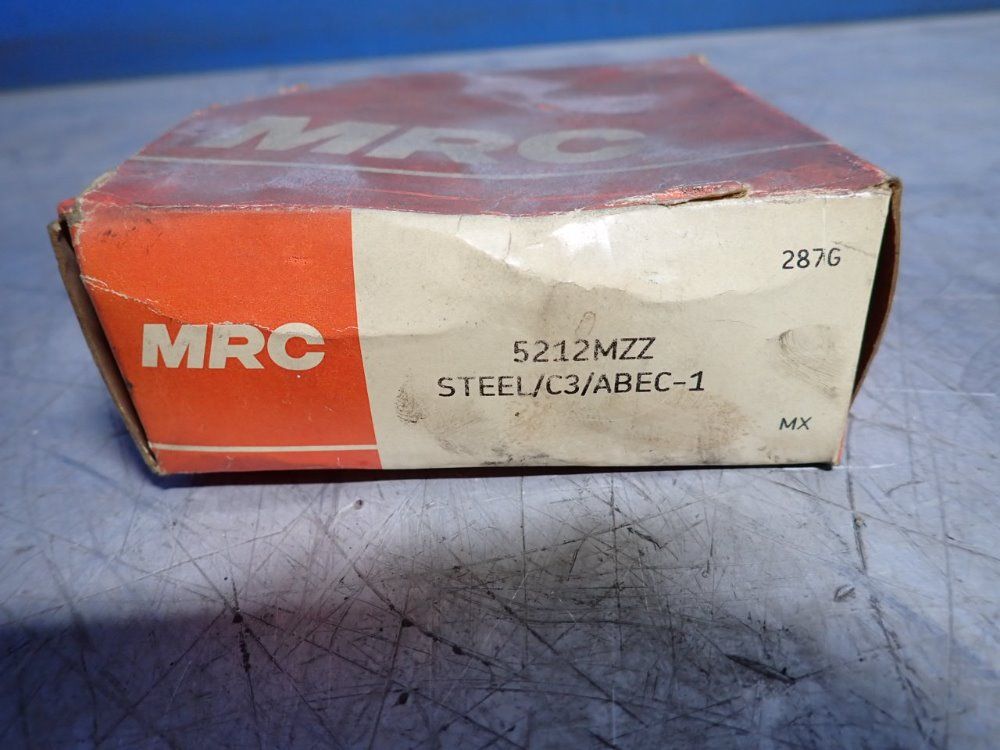 MRC
287G
MRC
5212MZZ
STEEL/C3/ABEC-1
MX